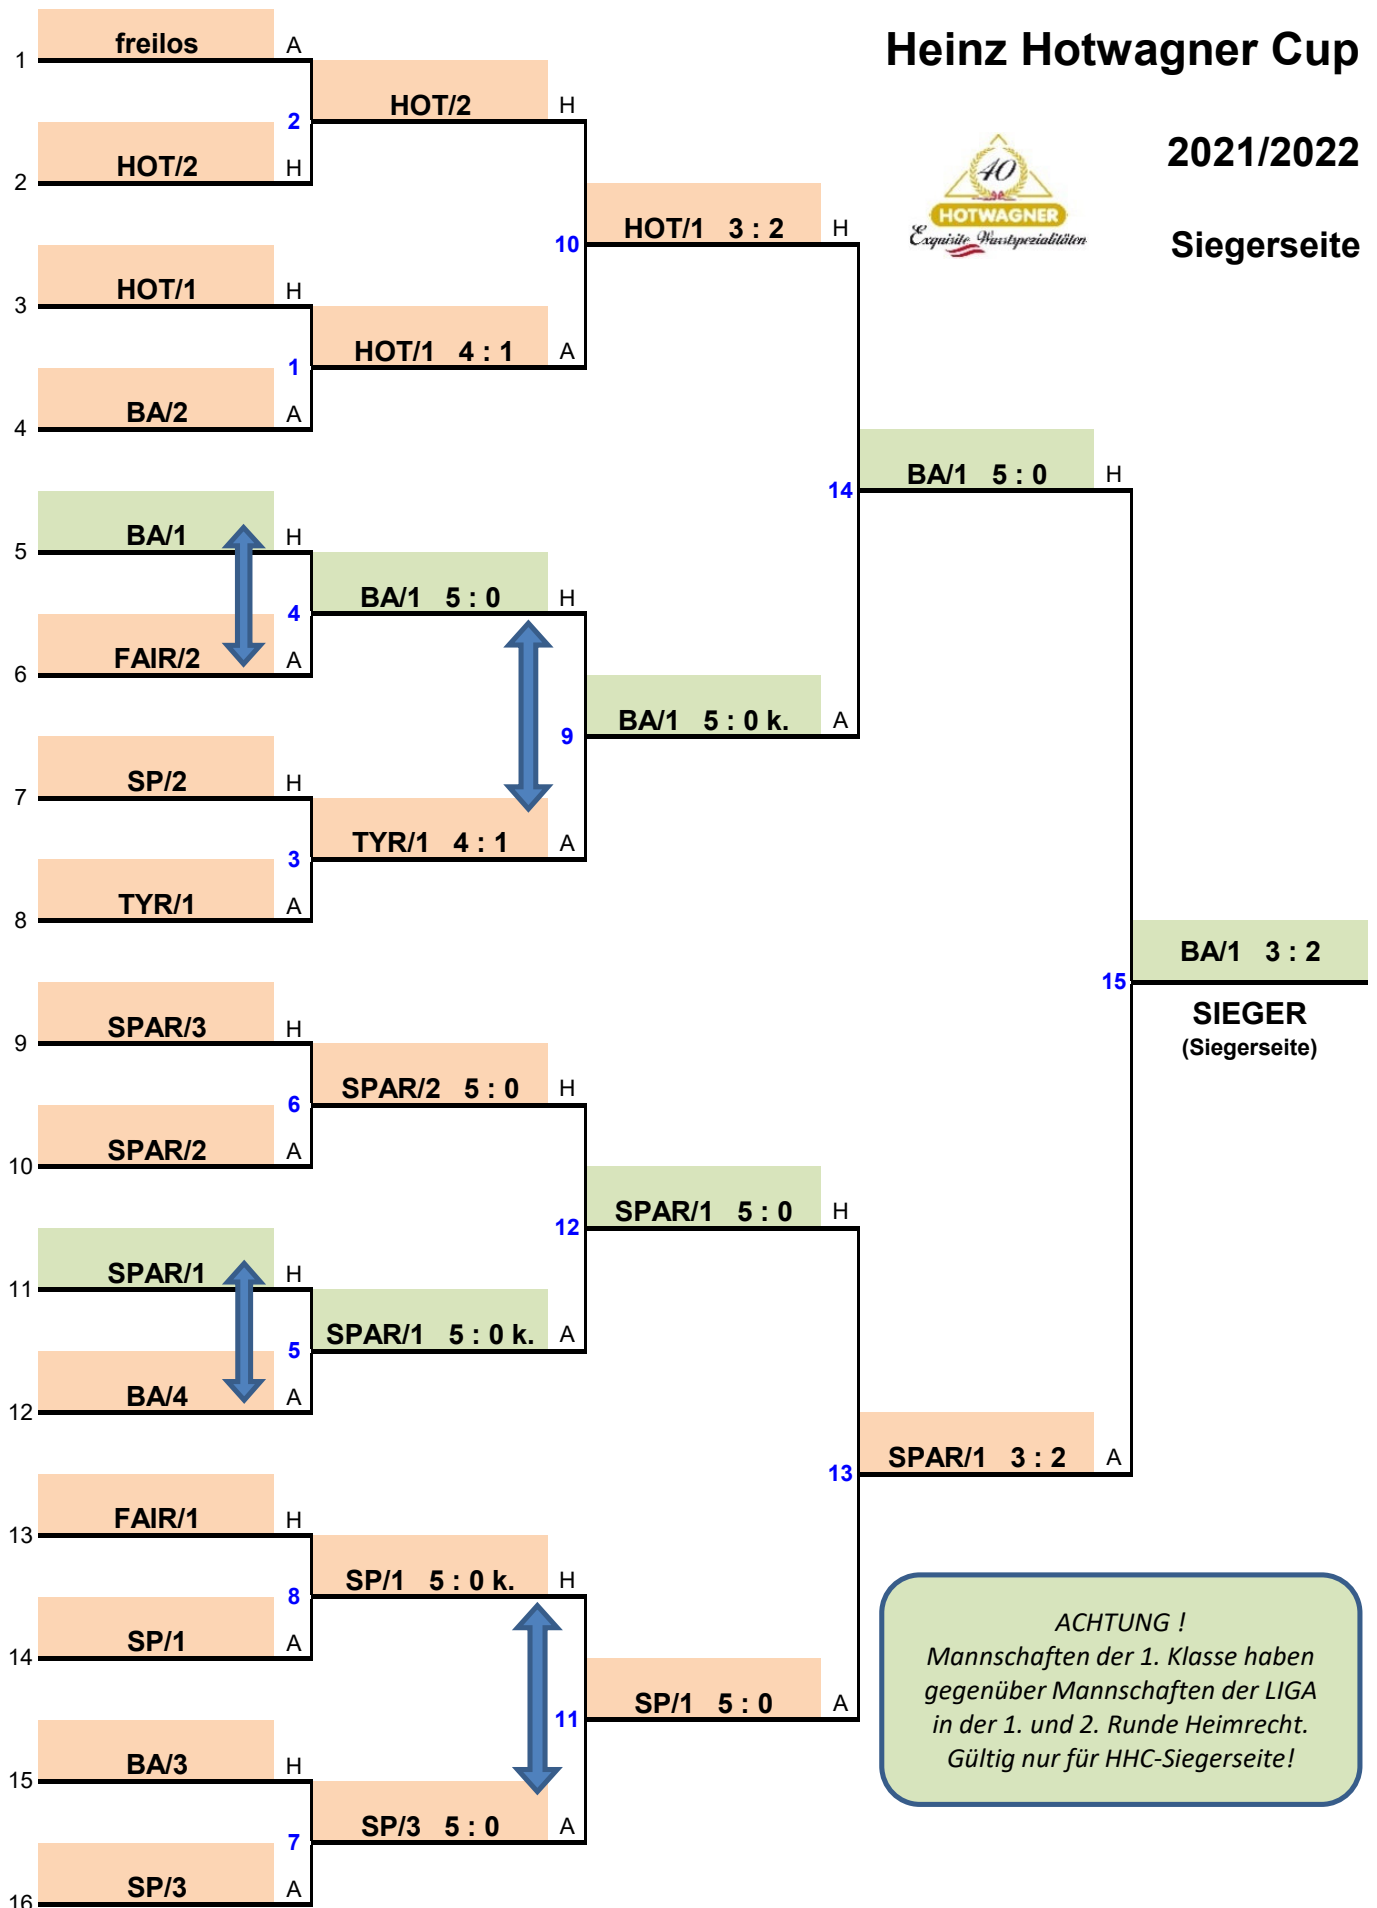 Heinz Hotwagner Cup
2021/2022
Siegerseite
40
HOTWAGNER
Exquisite Wurstspezialitäten
1 freilos A
2 HOT/2 H
3 HOT/1 H
4 BA/2 A
5 BA/1 H
6 FAIR/2 A
7 SP/2 H
8 TYR/1 A
9 SPAR/3 H
10 SPAR/2 A
11 SPAR/1 H
12 BA/4 A
13 FAIR/1 H
14 SP/1 A
15 BA/3 H
16 SP/3 A
2 HOT/2 H
1 HOT/1 4 : 1 A
4 BA/1 5 : 0 H
3 TYR/1 4 : 1 A
6 SPAR/2 5 : 0 H
5 SPAR/1 5 : 0 k. A
8 SP/1 5 : 0 k. H
7 SP/3 5 : 0 A
10 HOT/1 3 : 2 H
9 BA/1 5 : 0 k. A
12 SPAR/1 5 : 0 H
11 SP/1 5 : 0 A
14 BA/1 5 : 0 H
13 SPAR/1 3 : 2 A
15 BA/1 3 : 2
SIEGER
(Siegerseite)
ACHTUNG !
Mannschaften der 1. Klasse haben
gegenüber Mannschaften der LIGA
in der 1. und 2. Runde Heimrecht.
Gültig nur für HHC-Siegerseite!